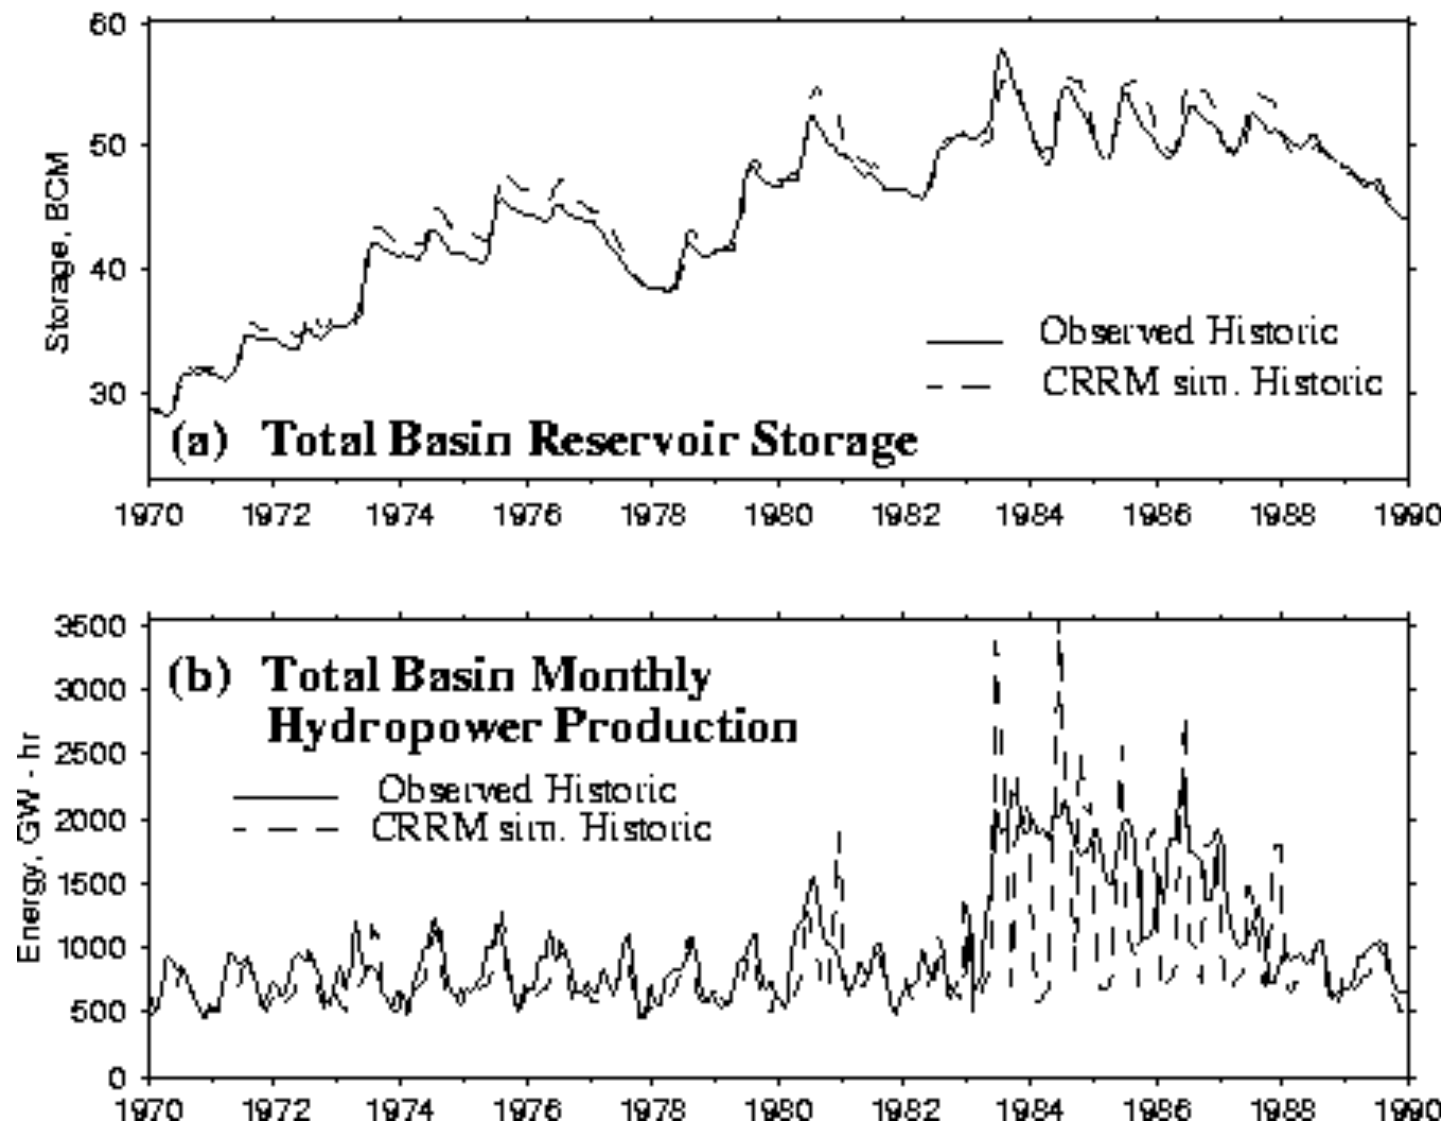 60
50
40
30
Storage, BCM
Observed Historic
CRRM sim. Historic
(a) Total Basin Reservoir Storage
1970 1972 1974 1976 1978 1980 1982 1984 1986 1988 1990
3500
3000
2500
2000
1500
1000
500
0
Energy, GW - hr
(b) Total Basin Monthly
Hydropower Production
Observed Historic
CRRM sim. Historic
1970 1972 1974 1976 1978 1980 1982 1984 1986 1988 1990